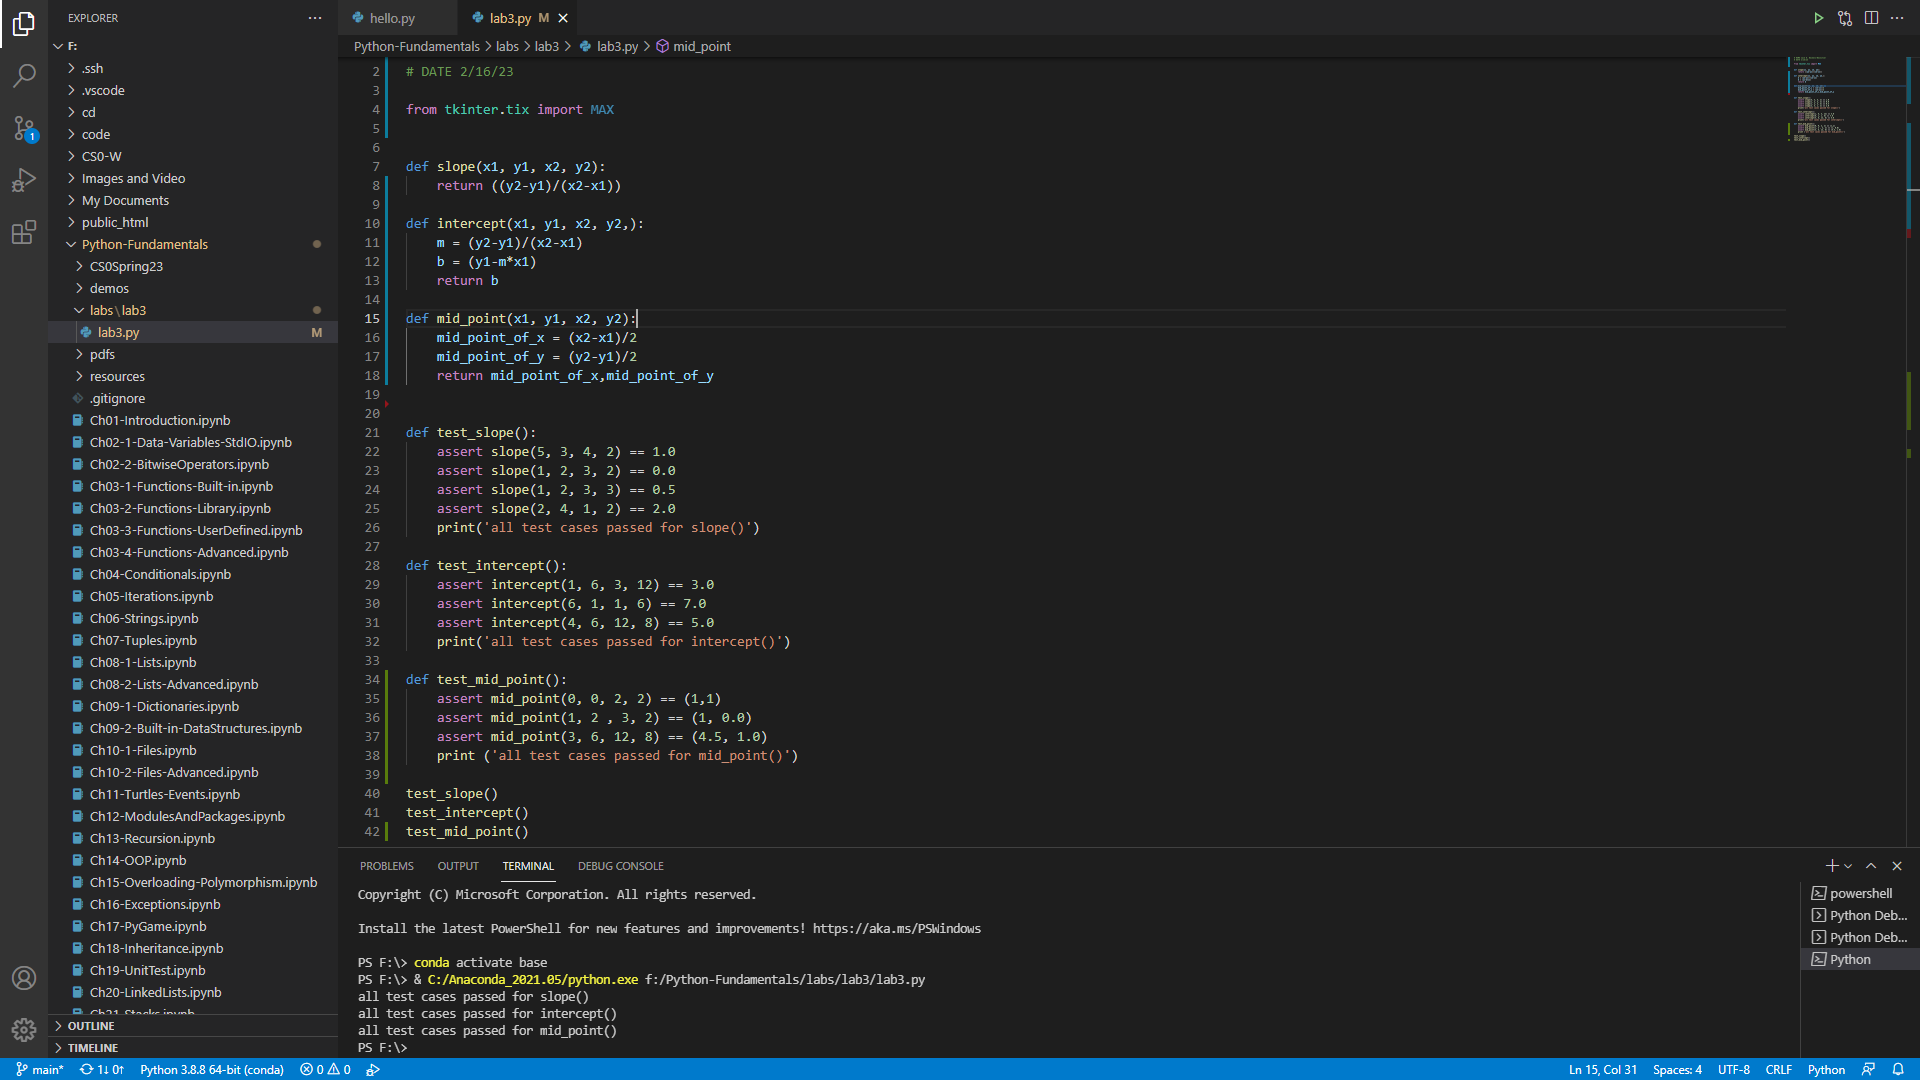 EXPLORER
F:
.ssh
.vscode
cd
code
CS0-W
Images and Video
My Documents
public_html
Python-Fundamentals
CS0Spring23
demos
labs\lab3
lab3.py M
pdfs
resources
.gitignore
Ch01-Introduction.ipynb
Ch02-1-Data-Variables-StdIO.ipynb
Ch02-2-BitwiseOperators.ipynb
Ch03-1-Functions-Built-in.ipynb
Ch03-2-Functions-Library.ipynb
Ch03-3-Functions-UserDefined.ipynb
Ch03-4-Functions-Advanced.ipynb
Ch04-Conditionals.ipynb
Ch05-Iterations.ipynb
Ch06-Strings.ipynb
Ch07-Tuples.ipynb
Ch08-1-Lists.ipynb
Ch08-2-Lists-Advanced.ipynb
Ch09-1-Dictionaries.ipynb
Ch09-2-Built-in-DataStructures.ipynb
Ch10-1-Files.ipynb
Ch10-2-Files-Advanced.ipynb
Ch11-Turtles-Events.ipynb
Ch12-ModulesAndPackages.ipynb
Ch13-Recursion.ipynb
Ch14-OOP.ipynb
Ch15-Overloading-Polymorphism.ipynb
Ch16-Exceptions.ipynb
Ch17-PyGame.ipynb
Ch18-Inheritance.ipynb
Ch19-UnitTest.ipynb
Ch20-LinkedLists.ipynb
Ch21-Stacks.ipynb
OUTLINE
TIMELINE
1
hello.py
lab3.py M
Python-Fundamentals > labs > lab3 > lab3.py > mid_point
2 # DATE 2/16/23
3
4 from tkinter.tix import MAX
5
6
7 def slope(x1, y1, x2, y2):
8 return ((y2-y1)/(x2-x1))
9
10 def intercept(x1, y1, x2, y2,):
11 m = (y2-y1)/(x2-x1)
12 b = (y1-m*x1)
13 return b
14
15 def mid_point(x1, y1, x2, y2):
16 mid_point_of_x = (x2-x1)/2
17 mid_point_of_y = (y2-y1)/2
18 return mid_point_of_x,mid_point_of_y
19
20
21 def test_slope():
22 assert slope(5, 3, 4, 2) == 1.0
23 assert slope(1, 2, 3, 2) == 0.0
24 assert slope(1, 2, 3, 3) == 0.5
25 assert slope(2, 4, 1, 2) == 2.0
26 print('all test cases passed for slope()')
27
28 def test_intercept():
29 assert intercept(1, 6, 3, 12) == 3.0
30 assert intercept(6, 1, 1, 6) == 7.0
31 assert intercept(4, 6, 12, 8) == 5.0
32 print('all test cases passed for intercept()')
33
34 def test_mid_point():
35 assert mid_point(0, 0, 2, 2) == (1,1)
36 assert mid_point(1, 2 , 3, 2) == (1, 0.0)
37 assert mid_point(3, 6, 12, 8) == (4.5, 1.0)
38 print ('all test cases passed for mid_point()')
39
40 test_slope()
41 test_intercept()
42 test_mid_point()
PROBLEMS OUTPUT TERMINAL DEBUG CONSOLE
Copyright (C) Microsoft Corporation. All rights reserved.
Install the latest PowerShell for new features and improvements! https://aka.ms/PSWindows
PS F:\> conda activate base
PS F:\> & C:/Anaconda_2021.05/python.exe f:/Python-Fundamentals/labs/lab3/lab3.py
all test cases passed for slope()
all test cases passed for intercept()
all test cases passed for mid_point()
PS F:\>
powershell
Python Deb...
Python Deb...
Python
main* 1↓ 0↑ Python 3.8.8 64-bit (conda) 0 0
Ln 15, Col 31 Spaces: 4 UTF-8 CRLF Python